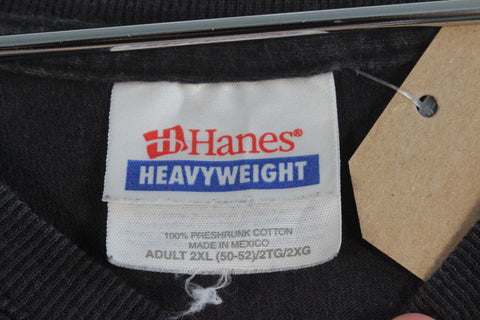 Hanes®
HEAVYWEIGHT
100% PRESHRUNK COTTON
MADE IN MEXICO
ADULT 2XL (50-52)/2TG/2XG